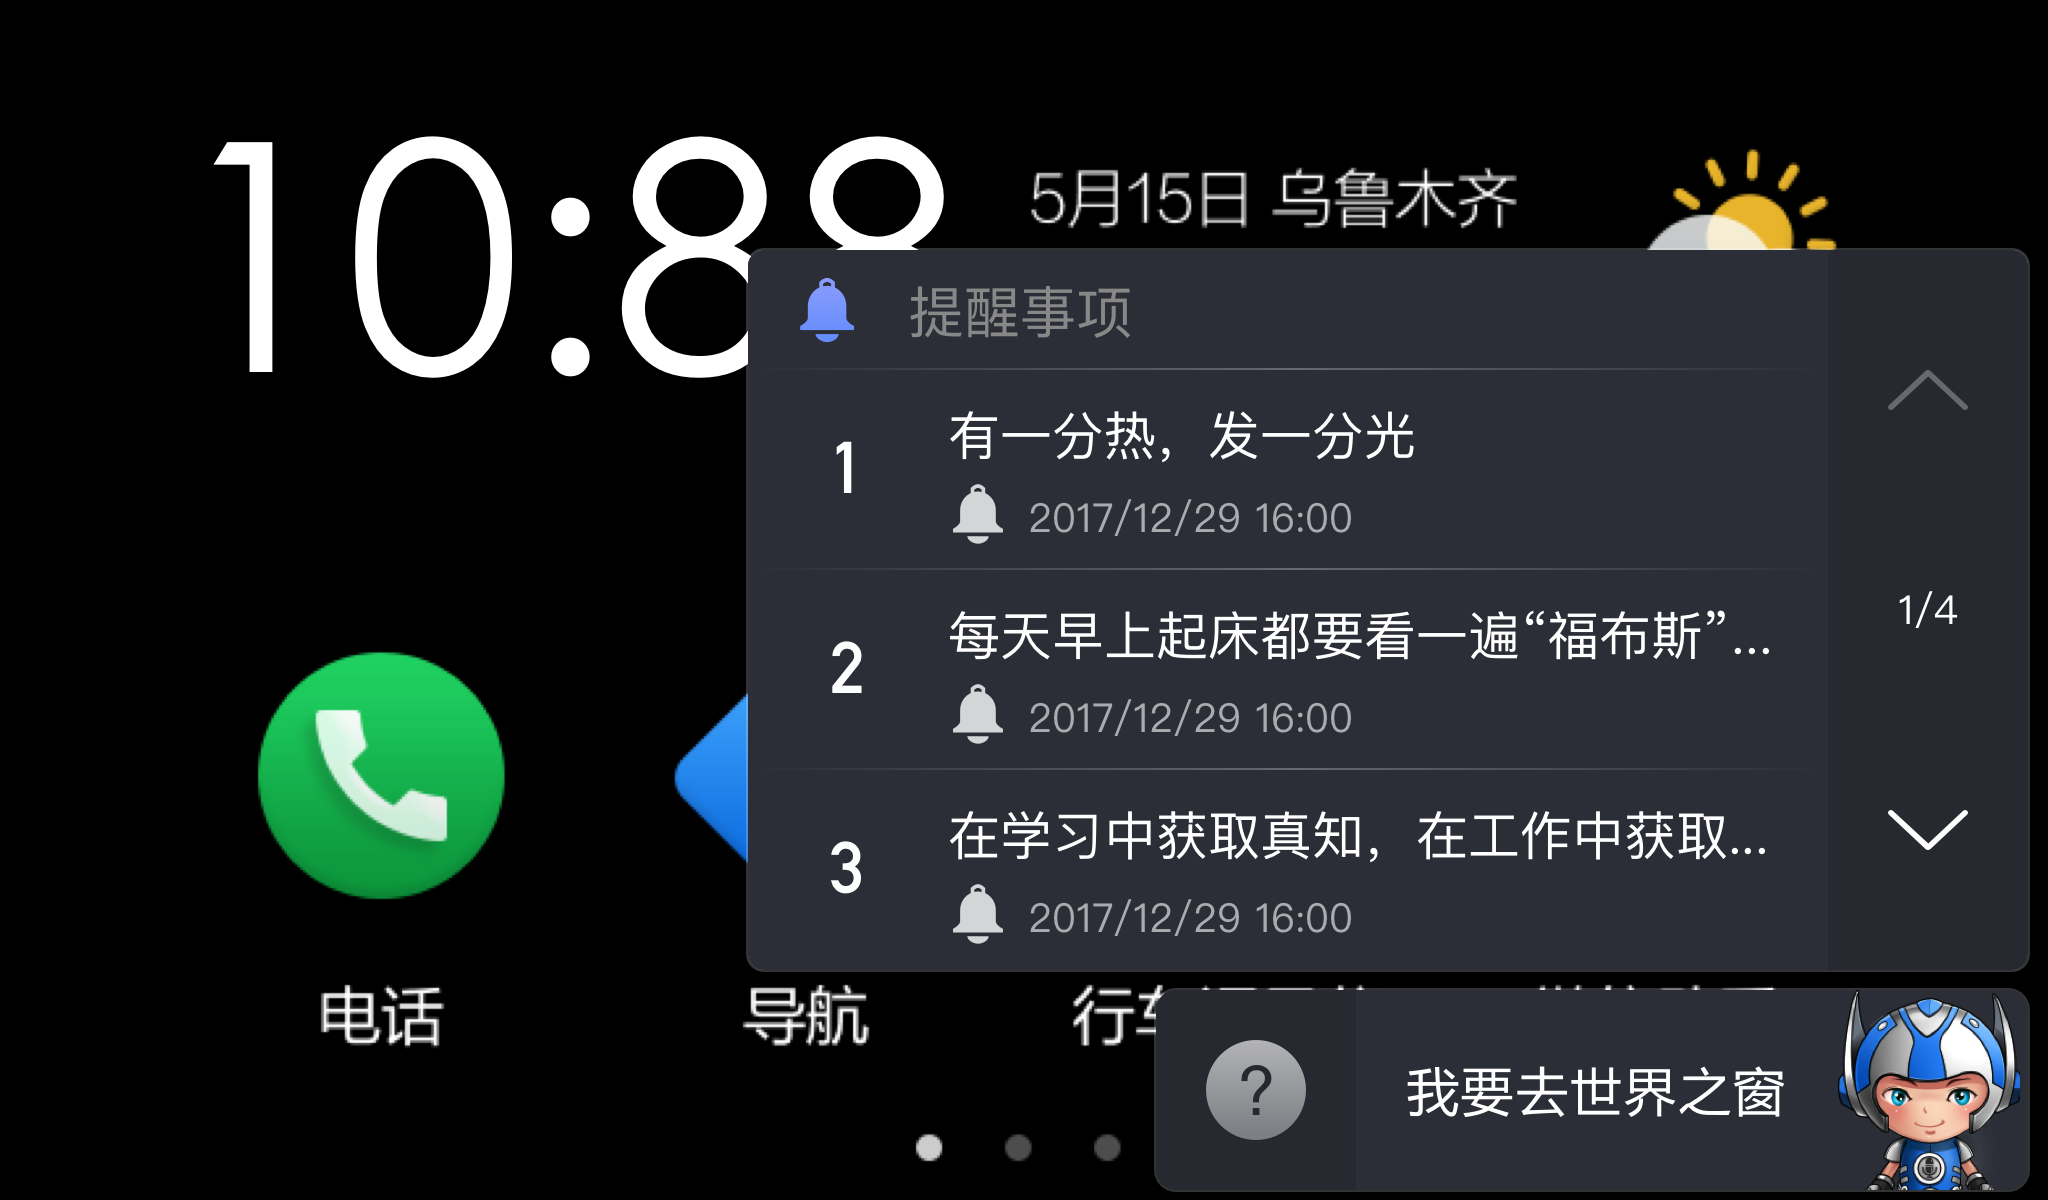 10:88
5月15日 乌鲁木齐
提醒事项
1
有一分热，发一分光
2017/12/29 16:00
2
每天早上起床都要看一遍“福布斯”...
2017/12/29 16:00
3
在学习中获取真知，在工作中获取...
2017/12/29 16:00
1/4
电话
导航
行车
?
我要去世界之窗